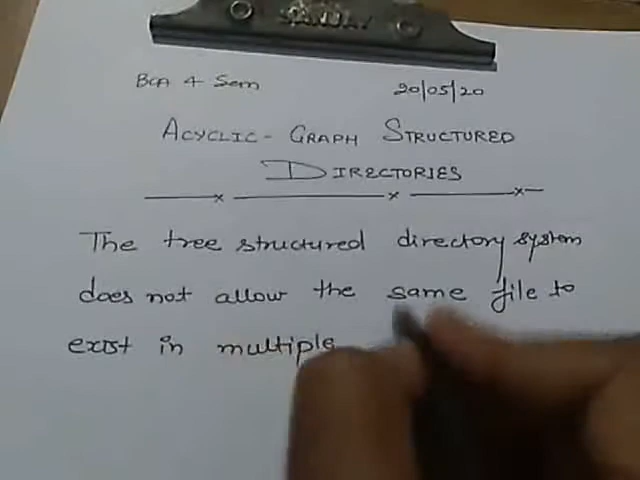 SANJAY
BCA 4 Sem 20/05/20
ACYCLIC - GRAPH STRUCTURED
DIRECTORIES
The tree structured directory system
does not allow the same file to
exist in multiple